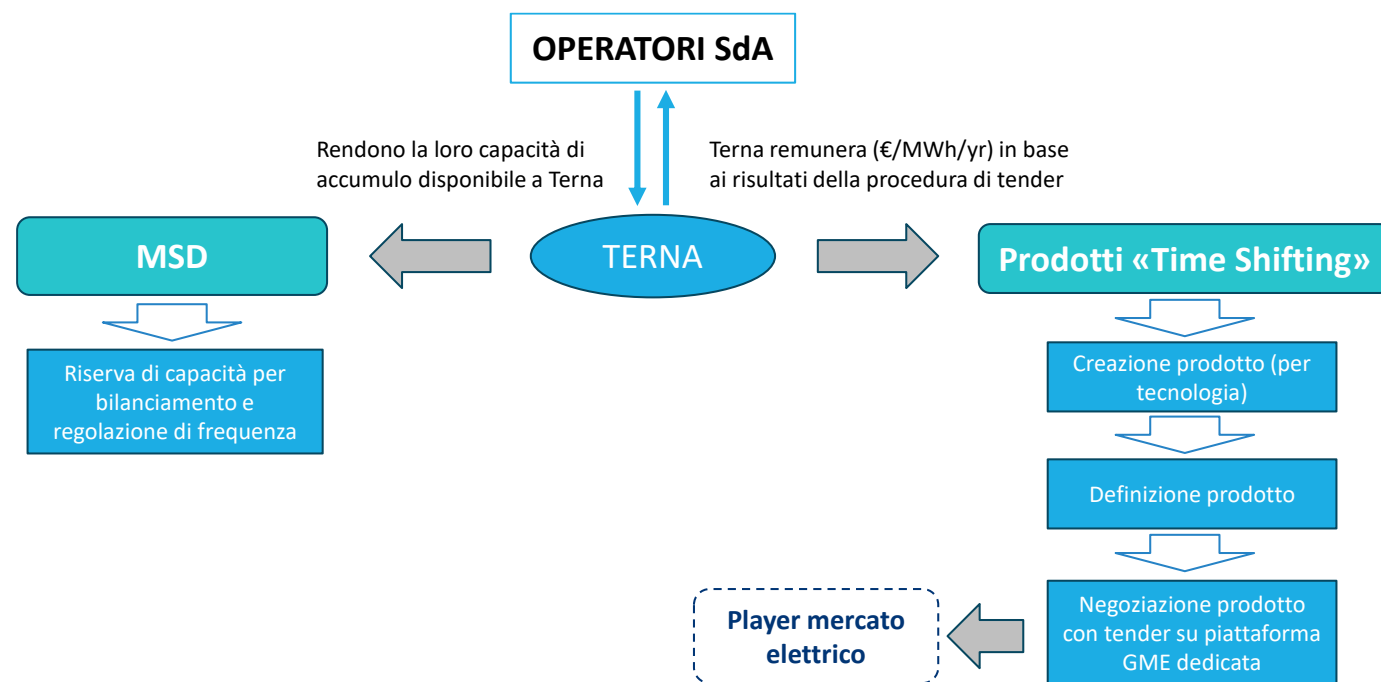 OPERATORI SdA
Rendono la loro capacità di
accumulo disponibile a Terna
Terna remunera (€/MWh/yr) in base
ai risultati della procedura di tender
MSD
TERNA
Prodotti «Time Shifting»
Riserva di capacità per
bilanciamento e
regolazione di frequenza
Creazione prodotto (per
tecnologia)
Definizione prodotto
Negoziazione prodotto
con tender su piattaforma
GME dedicata
Player mercato
elettrico